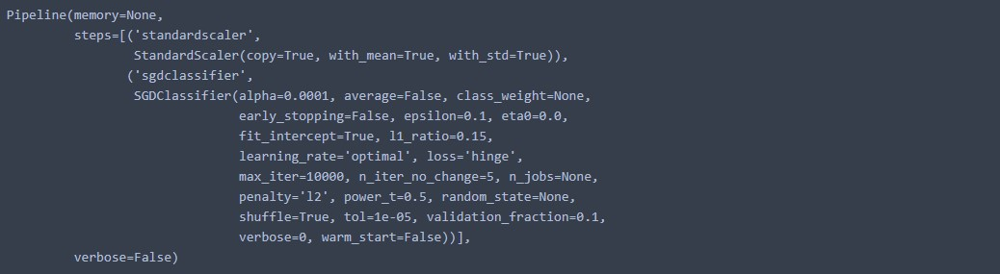 Pipeline(memory=None,
         steps=[('standardscaler',
                 StandardScaler(copy=True, with_mean=True, with_std=True)),
                ('sgdclassifier',
                 SGDClassifier(alpha=0.0001, average=False, class_weight=None,
                               early_stopping=False, epsilon=0.1, eta0=0.0,
                               fit_intercept=True, l1_ratio=0.15,
                               learning_rate='optimal', loss='hinge',
                               max_iter=10000, n_iter_no_change=5, n_jobs=None,
                               penalty='l2', power_t=0.5, random_state=None,
                               shuffle=True, tol=1e-05, validation_fraction=0.1,
                               verbose=0, warm_start=False))],
         verbose=False)